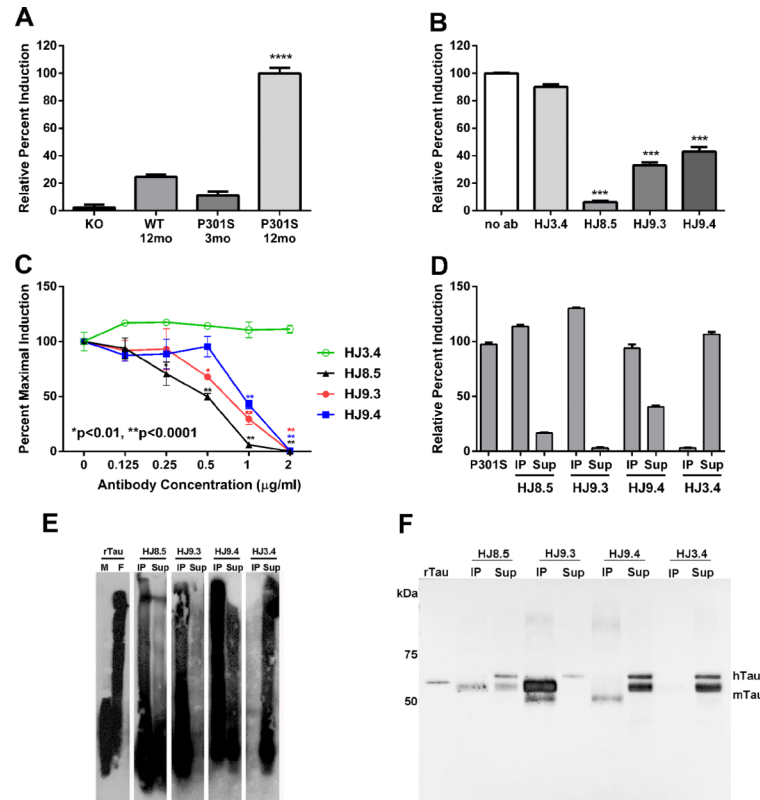 A
Relative Percent Induction
120
100
80
60
40
20
0
****
KO
WT
12mo
P301S
3mo
P301S
12mo
B
Relative Percent Induction
120
100
80
60
40
20
0
***
***
***
no ab
HJ3.4
HJ8.5
HJ9.3
HJ9.4
C
Percent Maximal Induction
150
100
50
0
*
*
**
**
**
**
**
**
**
*p<0.01, **p<0.0001
0
0.125
0.25
0.5
1
2
Antibody Concentration (µg/ml)
HJ3.4
HJ8.5
HJ9.3
HJ9.4
D
Relative Percent Induction
150
100
50
0
P301S IP Sup IP Sup IP Sup IP Sup
HJ8.5 HJ9.3 HJ9.4 HJ3.4
E
rTau HJ8.5 HJ9.3 HJ9.4 HJ3.4
M F IP Sup IP Sup IP Sup IP Sup
F
HJ8.5 HJ9.3 HJ9.4 HJ3.4
rTau IP Sup IP Sup IP Sup IP Sup
kDa
75
50
hTau
mTau